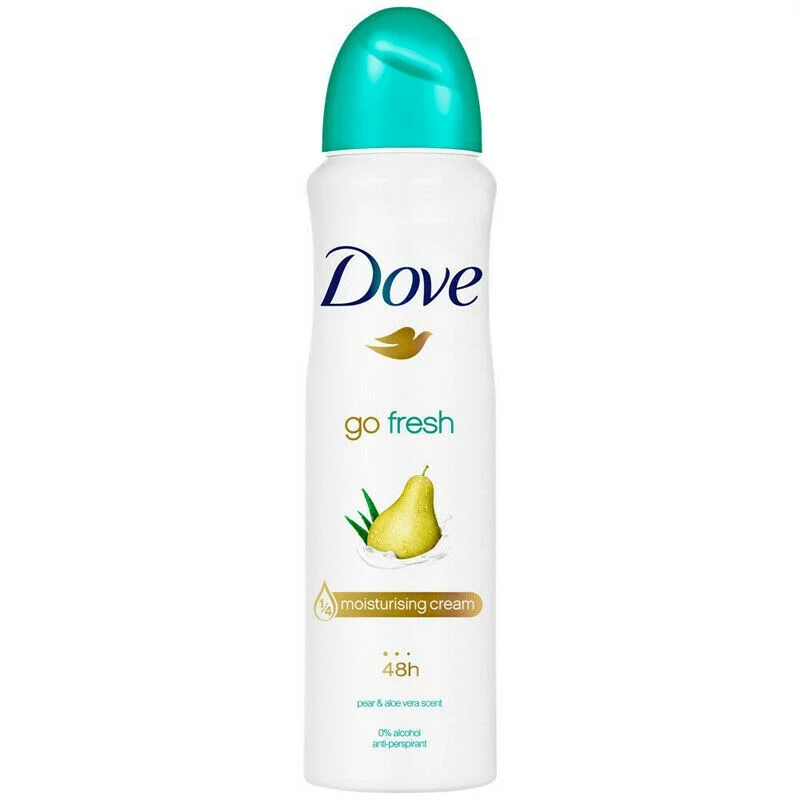 Dove
go fresh
1/4 moisturising cream
48h
pear & aloe vera scent
0% alcohol
anti-perspirant